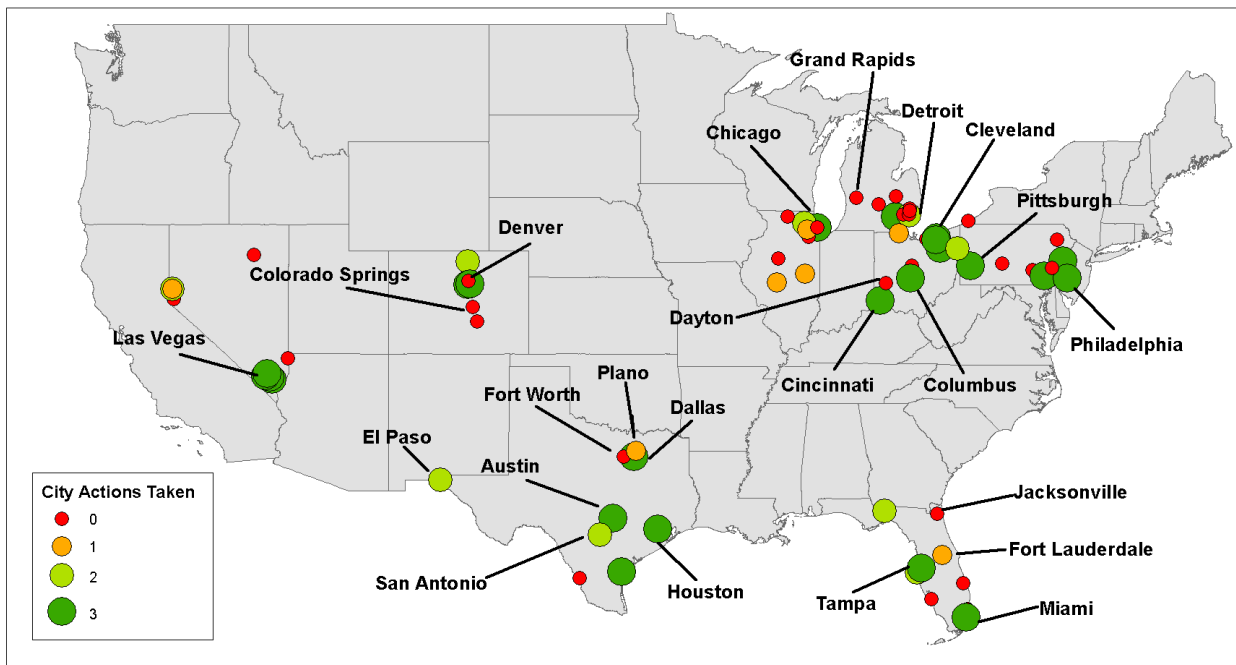 Grand Rapids
Detroit
Chicago
Cleveland
Pittsburgh
Denver
Colorado Springs
Las Vegas
Dayton
Philadelphia
Plano
Cincinnati
Columbus
Fort Worth
Dallas
El Paso
Austin
City Actions Taken
0
1
2
3
Jacksonville
Fort Lauderdale
San Antonio
Houston
Tampa
Miami